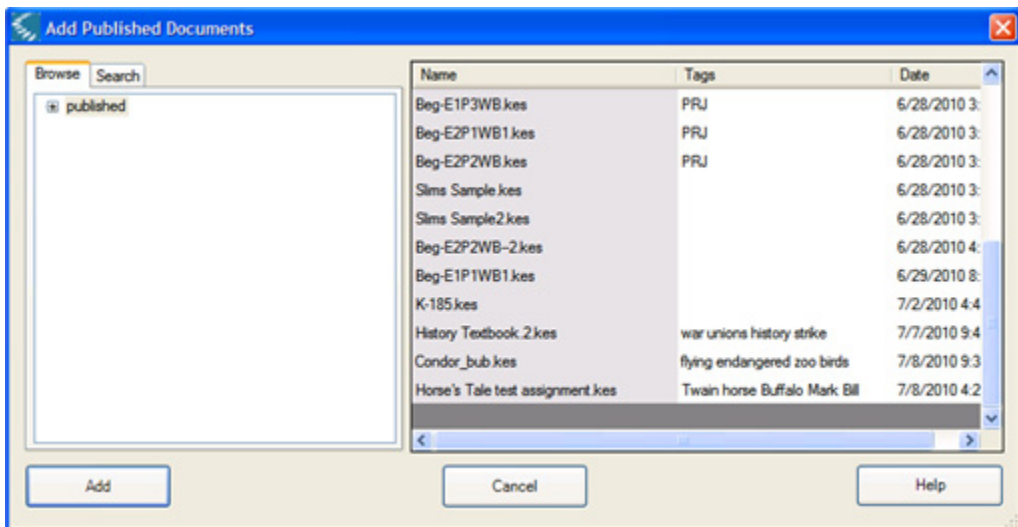 Add Published Documents
Browse Search
published
Name Tags Date
Beg-E1P3WB.kes PRJ 6/28/2010 3:
Beg-E2P1WB1.kes PRJ 6/28/2010 3:
Beg-E2P2WB.kes PRJ 6/28/2010 3:
Slims Sample.kes 6/28/2010 3:
Slims Sample2.kes 6/28/2010 3:
Beg-E2P2WB--2.kes 6/28/2010 4:
Beg-E1P1WB1.kes 6/29/2010 8:
K-185.kes 7/2/2010 4:4
History Textbook.2.kes war unions history strike 7/7/2010 9:4
Condor_bub.kes flying endangered zoo birds 7/8/2010 9:3
Horse's Tale test assignment.kes Twain horse Buffalo Mark Bill 7/8/2010 4:2
Add Cancel Help